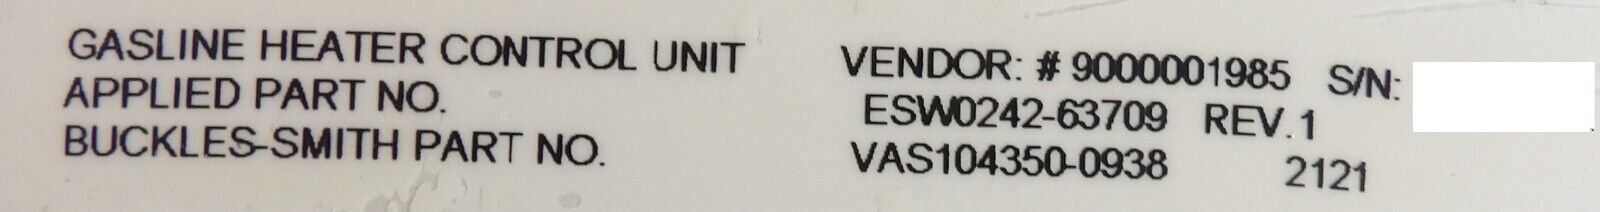 GASLINE HEATER CONTROL UNIT VENDOR: # 9000001985 S/N:
APPLIED PART NO. ESW0242-63709 REV.1
BUCKLES-SMITH PART NO. VAS104350-0938 2121